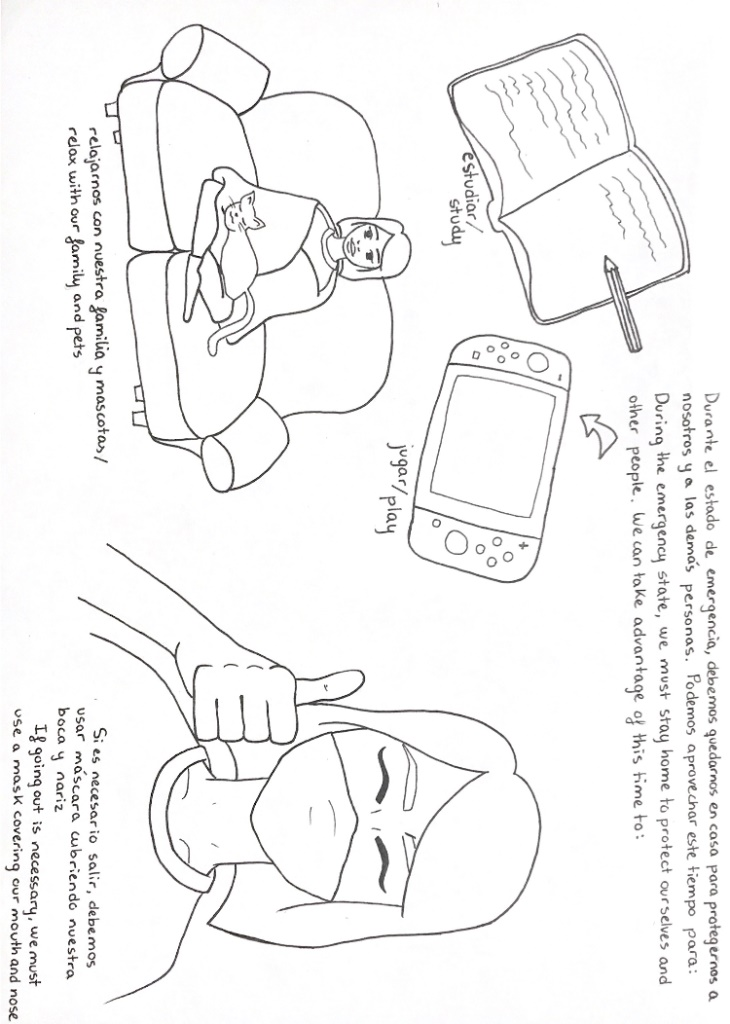 Durante el estado de emergencia, debemos quedarnos en casa para protegernos a
nosotros y a las demás personas. Podemos aprovechar este tiempo para:
During the emergency state, we must stay home to protect ourselves and
other people. We can take advantage of this time to:
estudiar/
study
jugar/play
relajarnos con nuestra familia y mascotas/
relax with our family and pets
Si es necesario salir, debemos
usar máscara cubriendo nuestra
boca y nariz
If going out is necessary, we must
use a mask covering our mouth and nose